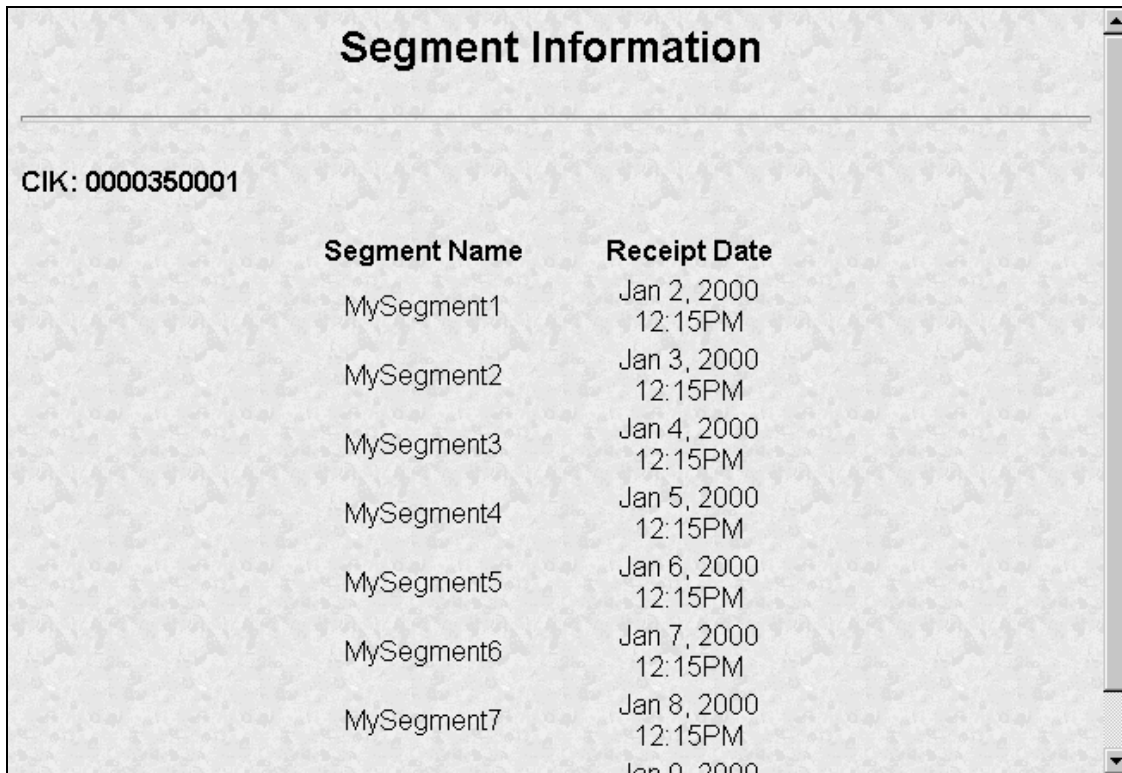 Segment Information
CIK: 0000350001
Segment Name Receipt Date
MySegment1 Jan 2, 2000
12:15PM
MySegment2 Jan 3, 2000
12:15PM
MySegment3 Jan 4, 2000
12:15PM
MySegment4 Jan 5, 2000
12:15PM
MySegment5 Jan 6, 2000
12:15PM
MySegment6 Jan 7, 2000
12:15PM
MySegment7 Jan 8, 2000
12:15PM